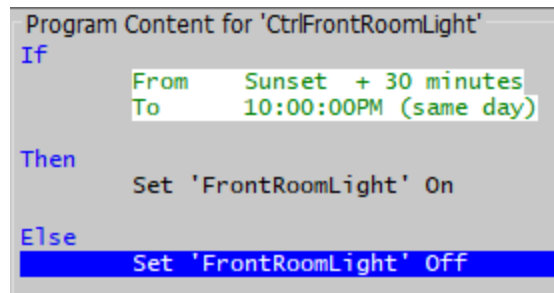 Program Content for 'CtrlFrontRoomLight'
If
From Sunset + 30 minutes
To 10:00:00PM (same day)
Then
Set 'FrontRoomLight' On
Else
Set 'FrontRoomLight' Off